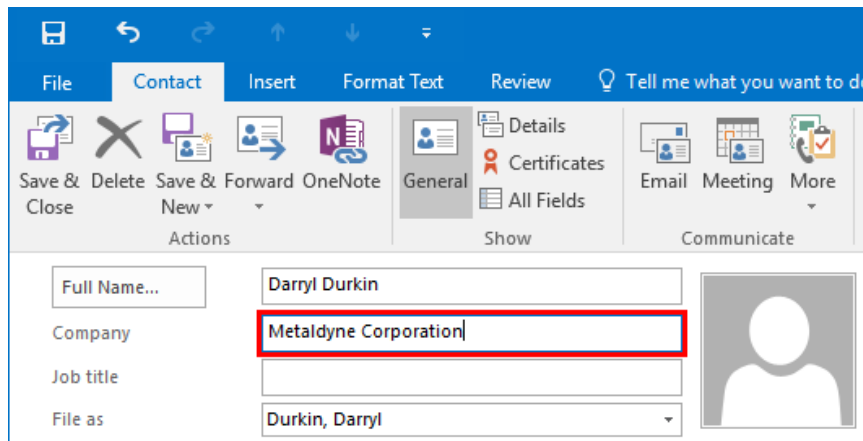 File Contact Insert Format Text Review Tell me what you want to d
Save & Close Delete Save & New Forward OneNote General Details Email Meeting More
Certificates
All Fields
Actions Show Communicate
Full Name... Darryl Durkin
Company Metaldyne Corporation
Job title
File as Durkin, Darryl